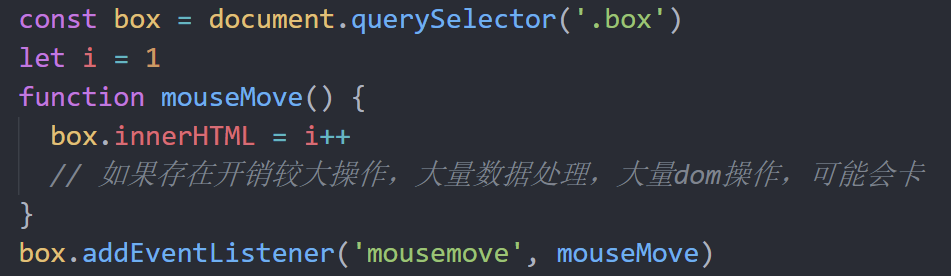 const box = document.querySelector('.box')
let i = 1
function mouseMove() {
  box.innerHTML = i++
  // 如果存在开销较大操作，大量数据处理，大量dom操作，可能会卡
}
box.addEventListener('mousemove', mouseMove)